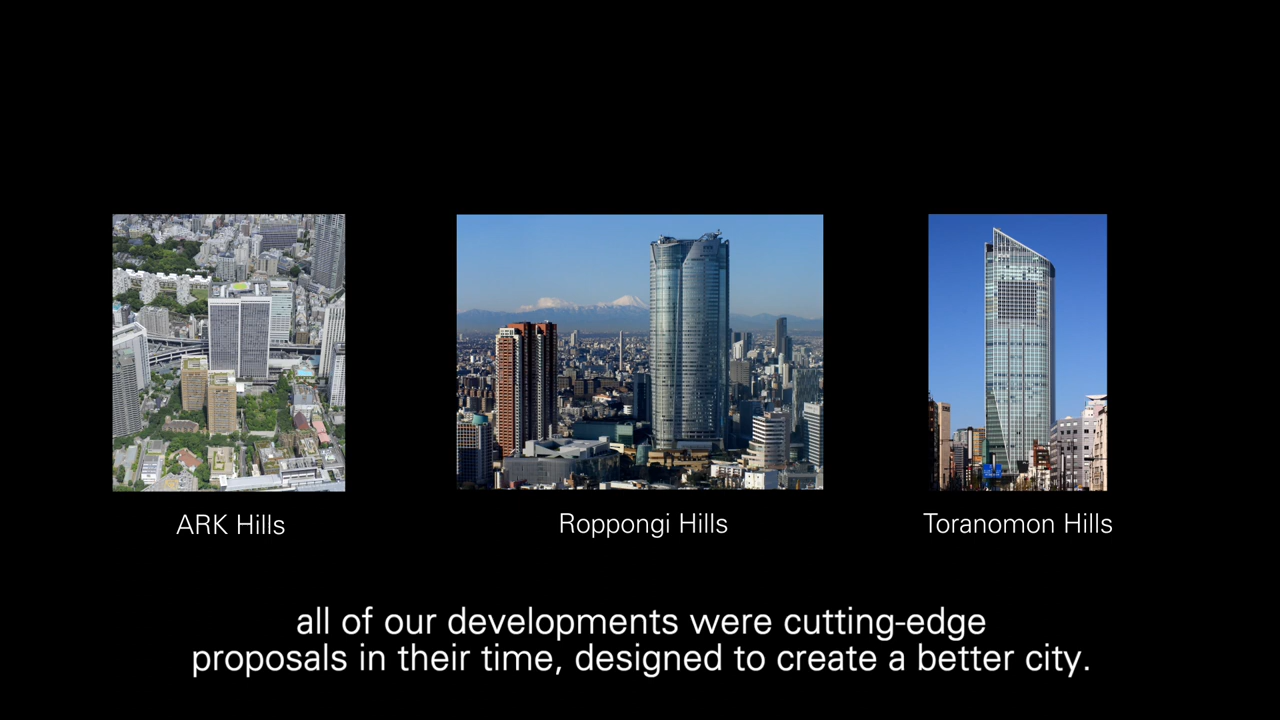 ARK Hills
Roppongi Hills
Toranomon Hills
all of our developments were cutting-edge
proposals in their time, designed to create a better city.